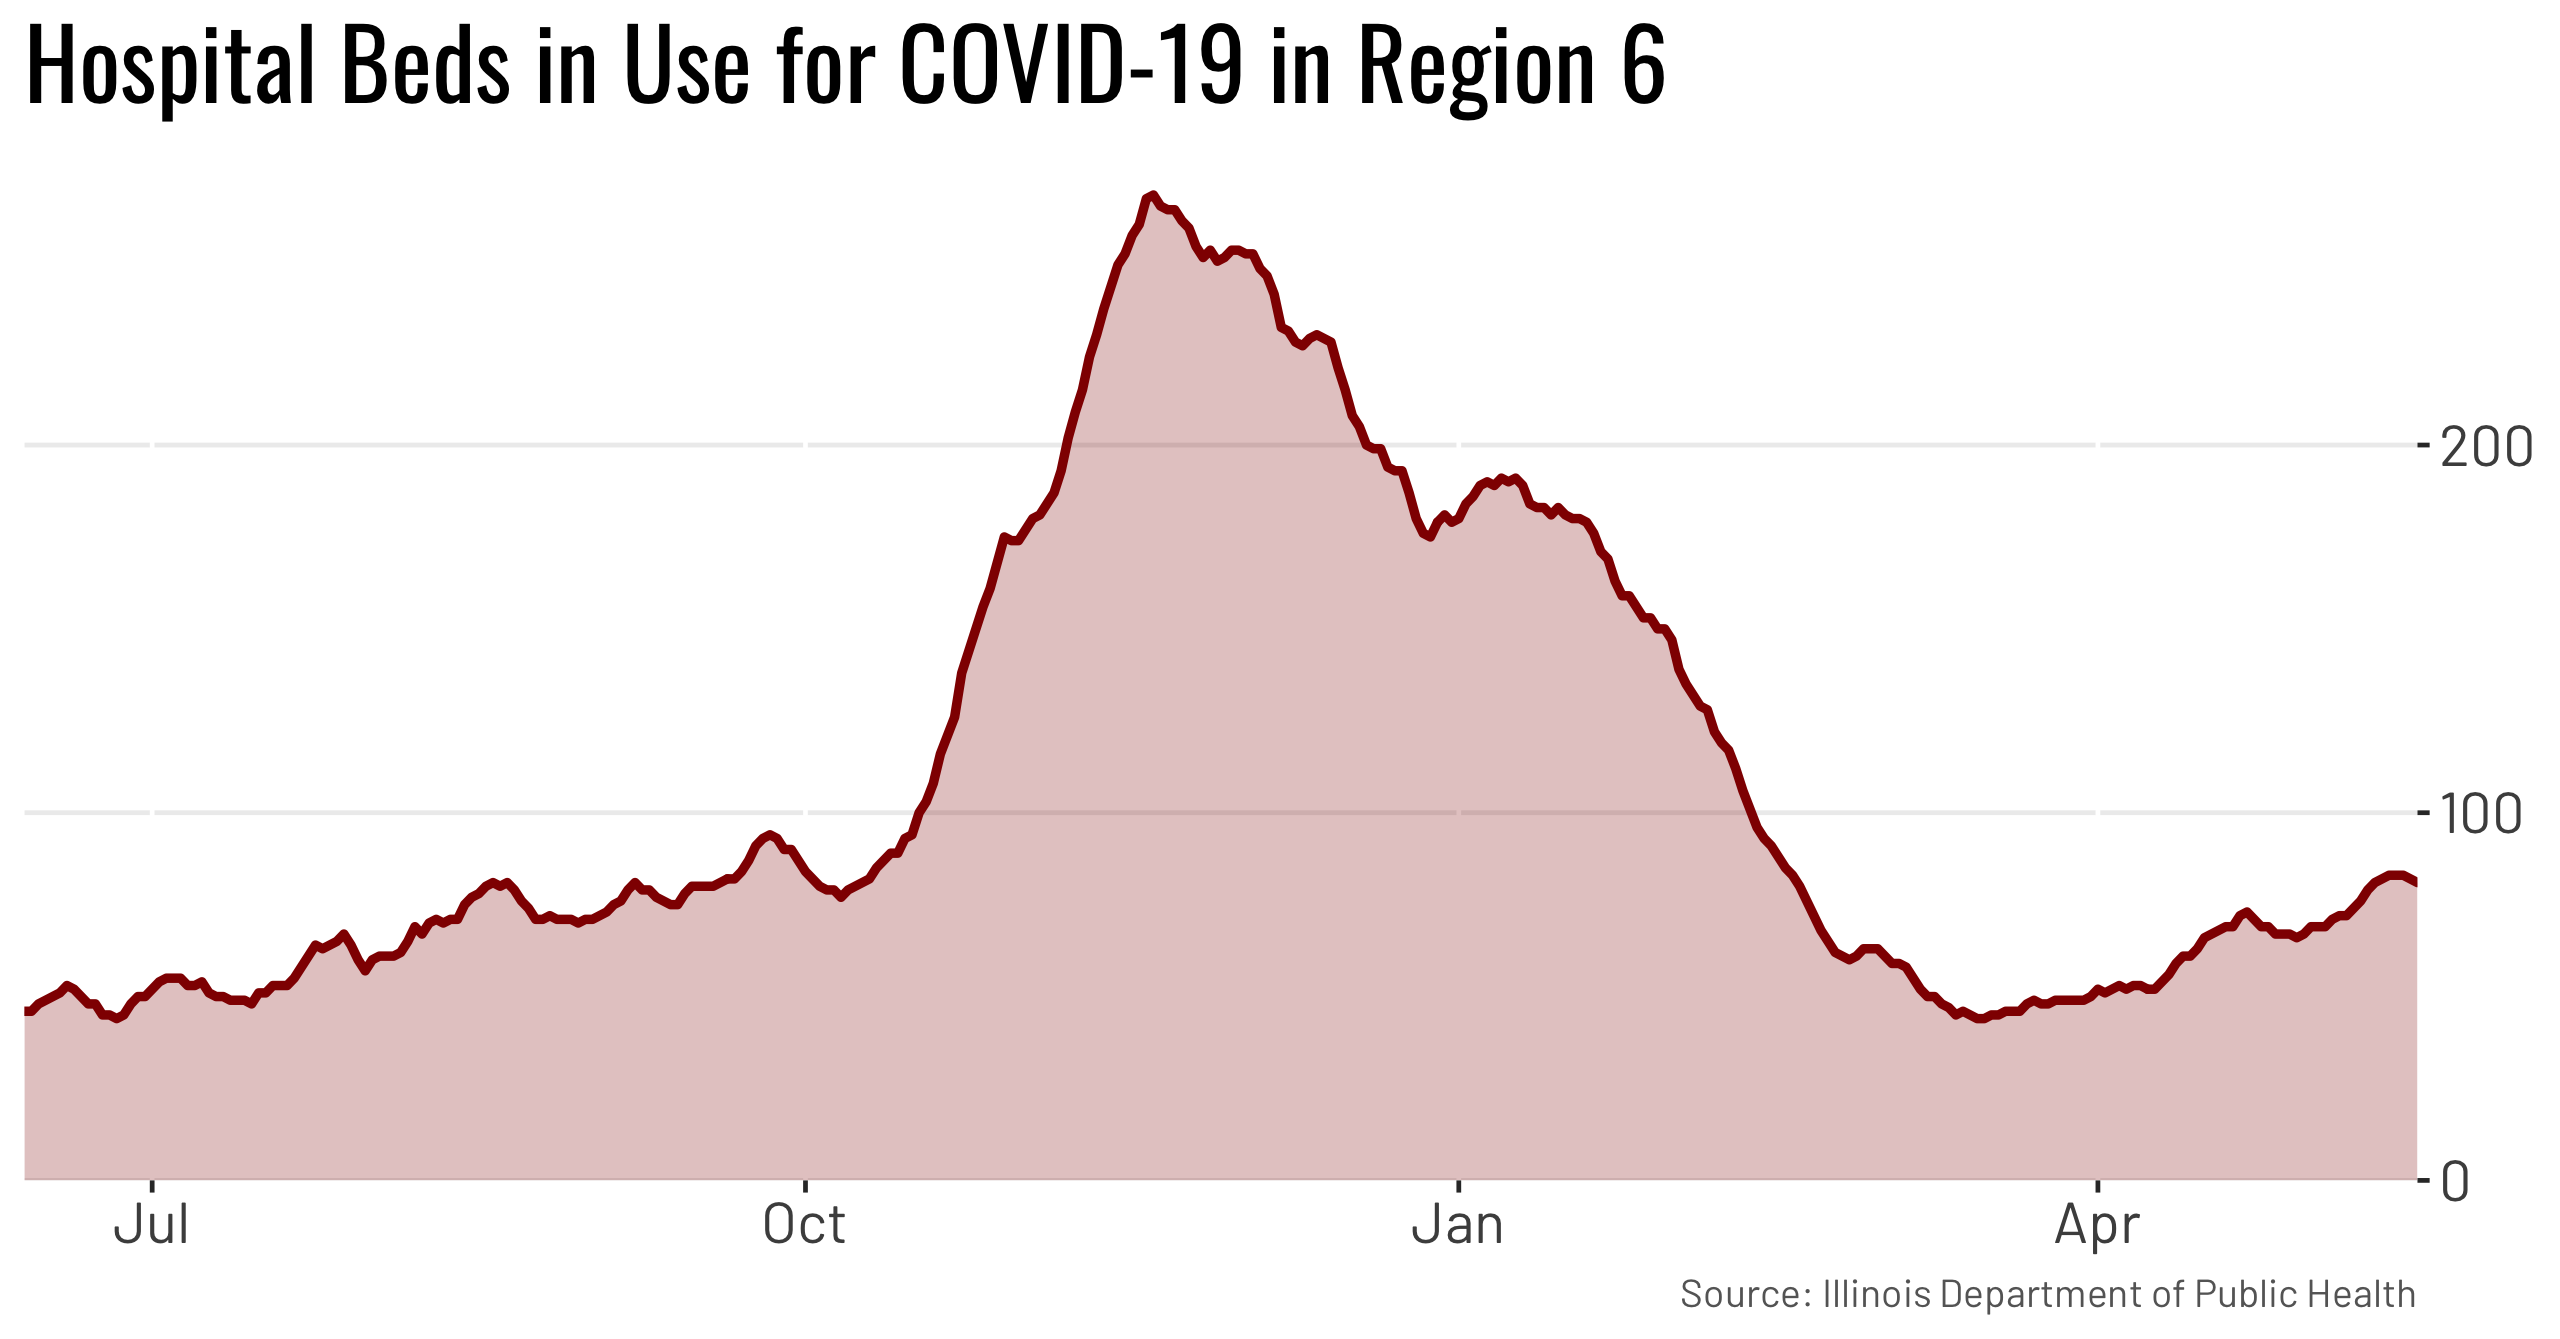 Hospital Beds in Use for COVID-19 in Region 6
200
100
0
Jul Oct Jan Apr
Source: Illinois Department of Public Health